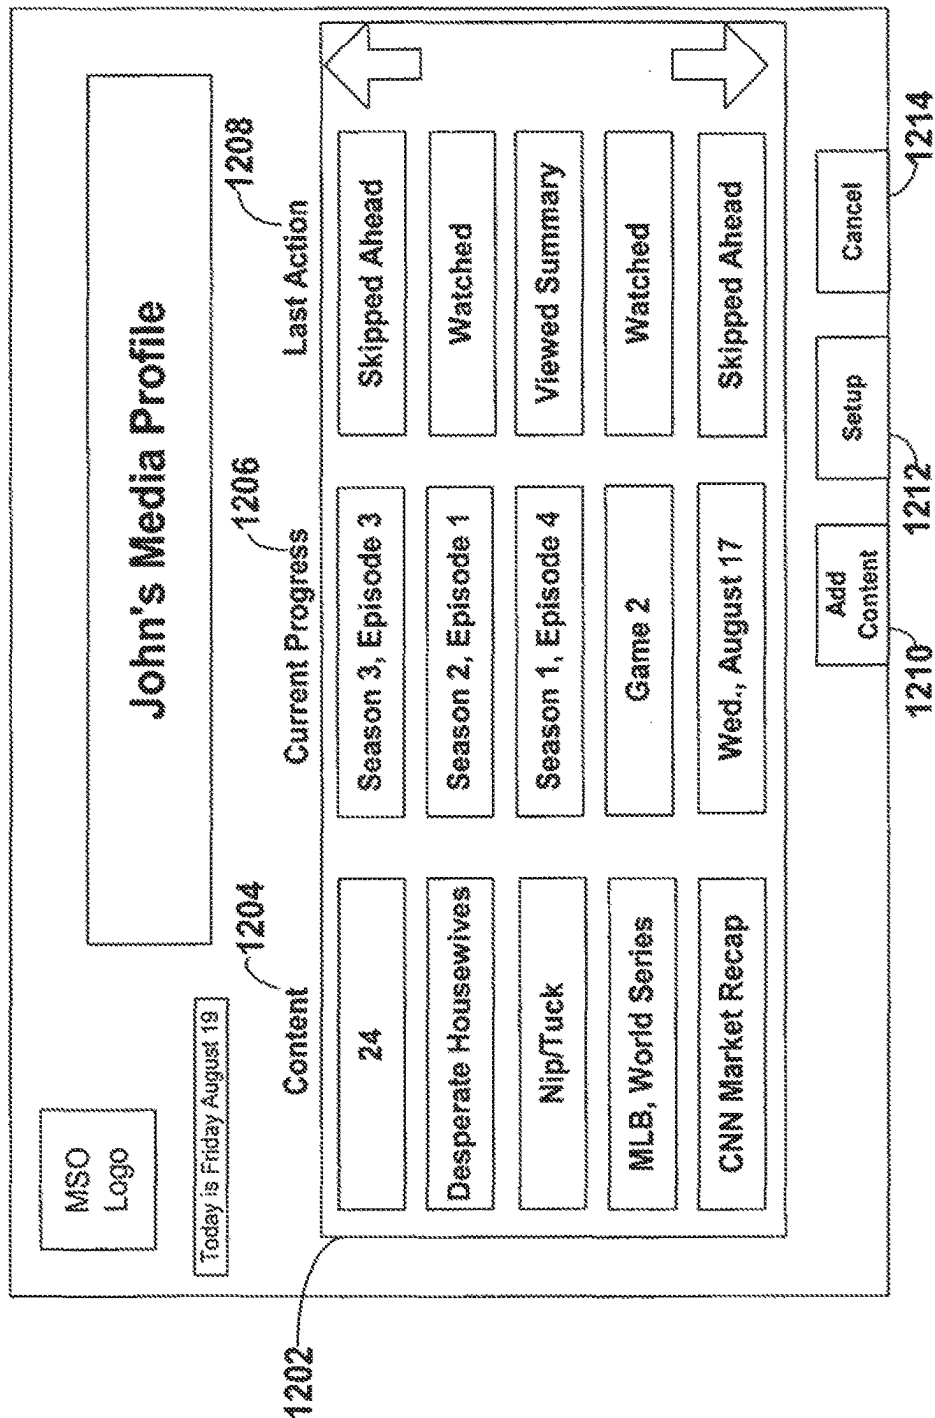 MSO
Logo
John's Media Profile
Today is Friday August 19
1204
1206
1208
Content
Current Progress
Last Action
1202
24
Season 3, Episode 3
Skipped Ahead
Desperate Housewives
Season 2, Episode 1
Watched
Nip/Tuck
Season 1, Episode 4
Viewed Summary
MLB, World Series
Game 2
Watched
CNN Market Recap
Wed., August 17
Skipped Ahead
Add
Content
Setup
Cancel
1210
1212
1214